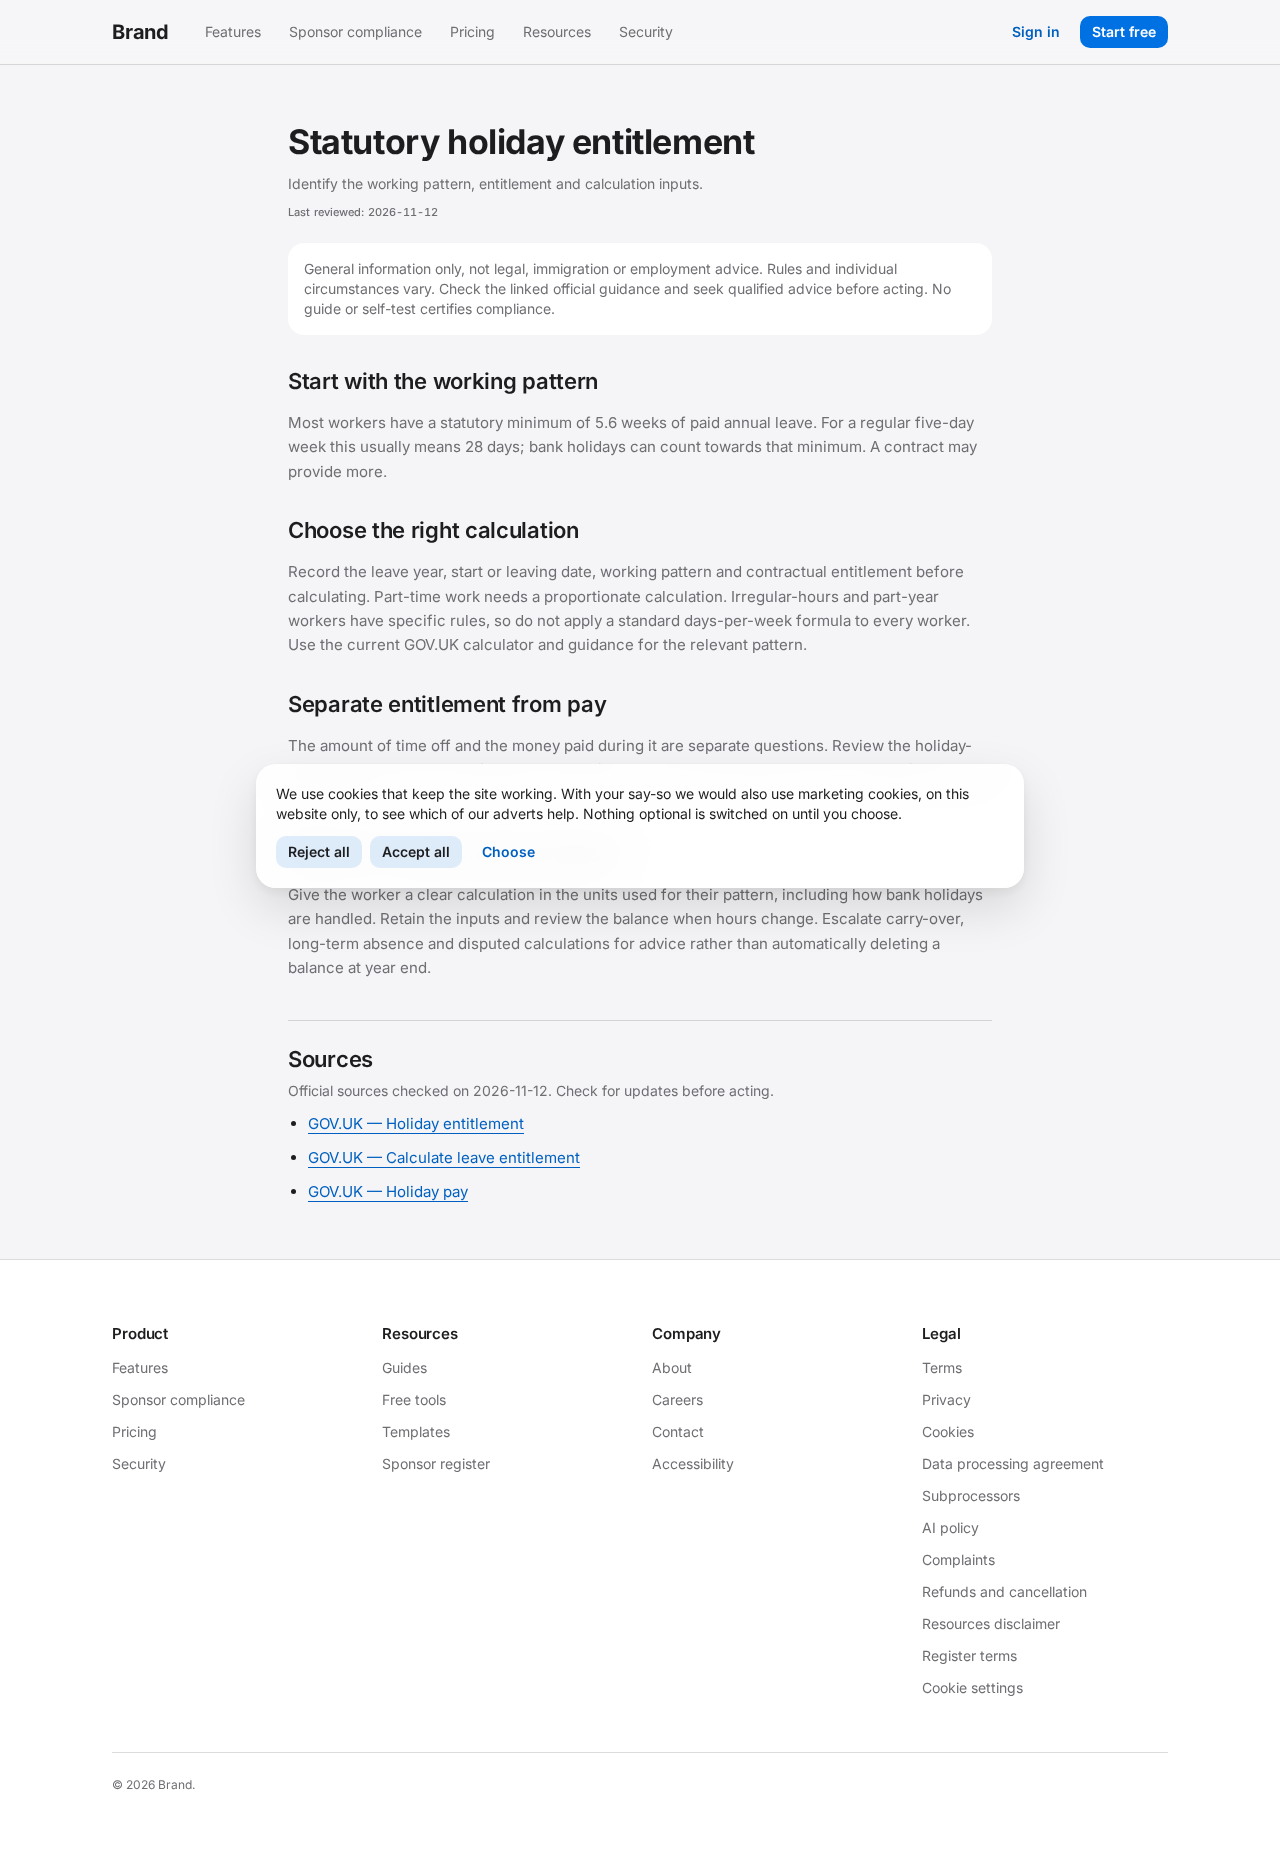 Brand
Features
Sponsor compliance
Pricing
Resources
Security
Sign in
Start free
Statutory holiday entitlement
Identify the working pattern, entitlement and calculation inputs.
Last reviewed: 2026-11-12
General information only, not legal, immigration or employment advice. Rules and individual
circumstances vary. Check the linked official guidance and seek qualified advice before acting. No
guide or self-test certifies compliance.
Start with the working pattern
Most workers have a statutory minimum of 5.6 weeks of paid annual leave. For a regular five-day
week this usually means 28 days; bank holidays can count towards that minimum. A contract may
provide more.
Choose the right calculation
Record the leave year, start or leaving date, working pattern and contractual entitlement before
calculating. Part-time work needs a proportionate calculation. Irregular-hours and part-year
workers have specific rules, so do not apply a standard days-per-week formula to every worker.
Use the current GOV.UK calculator and guidance for the relevant pattern.
Separate entitlement from pay
The amount of time off and the money paid during it are separate questions. Review the holiday-
We use cookies that keep the site working. With your say-so we would also use marketing cookies, on this
website only, to see which of our adverts help. Nothing optional is switched on until you choose.
Reject all
Accept all
Choose
Give the worker a clear calculation in the units used for their pattern, including how bank holidays
are handled. Retain the inputs and review the balance when hours change. Escalate carry-over,
long-term absence and disputed calculations for advice rather than automatically deleting a
balance at year end.
Sources
Official sources checked on 2026-11-12. Check for updates before acting.
GOV.UK — Holiday entitlement
GOV.UK — Calculate leave entitlement
GOV.UK — Holiday pay
Product
Features
Sponsor compliance
Pricing
Security
Resources
Guides
Free tools
Templates
Sponsor register
Company
About
Careers
Contact
Accessibility
Legal
Terms
Privacy
Cookies
Data processing agreement
Subprocessors
AI policy
Complaints
Refunds and cancellation
Resources disclaimer
Register terms
Cookie settings
© 2026 Brand.